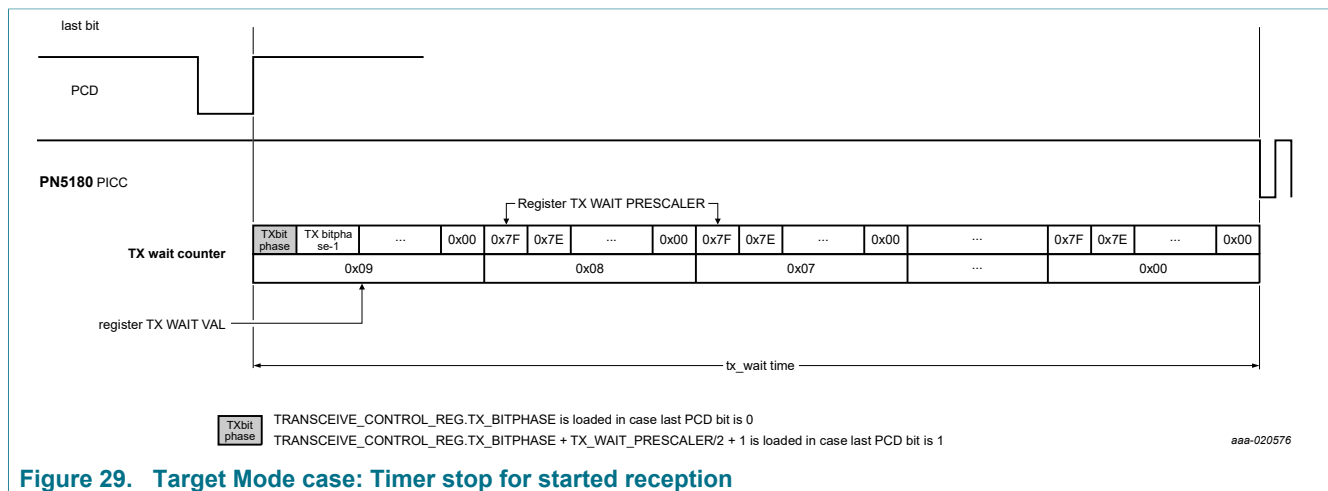 last bit
PCD
PN5180 PICC
Register TX WAIT PRESCALER
TX wait counter
TXbit phase TX bitpha se-1 ... 0x00 0x7F 0x7E ... 0x00 0x7F 0x7E ... 0x00 ... 0x7F 0x7E ... 0x00
0x09 0x08 0x07 ... 0x00
register TX WAIT VAL
tx_wait time
TXbit phase
TRANSCEIVE_CONTROL_REG.TX_BITPHASE is loaded in case last PCD bit is 0
TRANSCEIVE_CONTROL_REG.TX_BITPHASE + TX_WAIT_PRESCALER/2 + 1 is loaded in case last PCD bit is 1
aaa-020576
Figure 29. Target Mode case: Timer stop for started reception